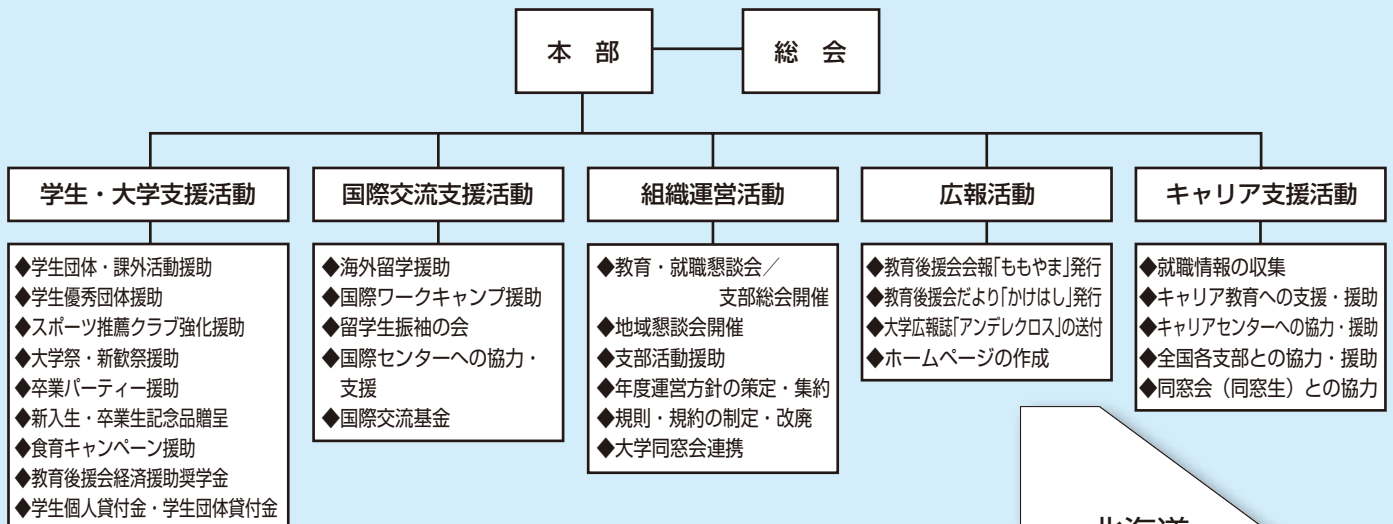 本　部
総　会
学生・大学支援活動
◆学生団体・課外活動援助
◆学生優秀団体援助
◆スポーツ推薦クラブ強化援助
◆大学祭・新歓祭援助
◆卒業パーティー援助
◆新入生・卒業生記念品贈呈
◆食育キャンペーン援助
◆教育後援会経済援助奨学金
◆学生個人貸付金・学生団体貸付金
国際交流支援活動
◆海外留学援助
◆国際ワークキャンプ援助
◆留学生振袖の会
◆国際センターへの協力・
支援
◆国際交流基金
組織運営活動
◆教育・就職懇談会／
支部総会開催
◆地域懇談会開催
◆支部活動援助
◆年度運営方針の策定・集約
◆規則・規約の制定・改廃
◆大学同窓会連携
広報活動
◆教育後援会会報「ももやま」発行
◆教育後援会だより「かけはし」発行
◆大学広報誌「アンデレクロス」の送付
◆ホームページの作成
キャリア支援活動
◆就職情報の収集
◆キャリア教育への支援・援助
◆キャリアセンターへの協力・援助
◆全国各支部との協力・援助
◆同窓会（同窓生）との協力
北海道